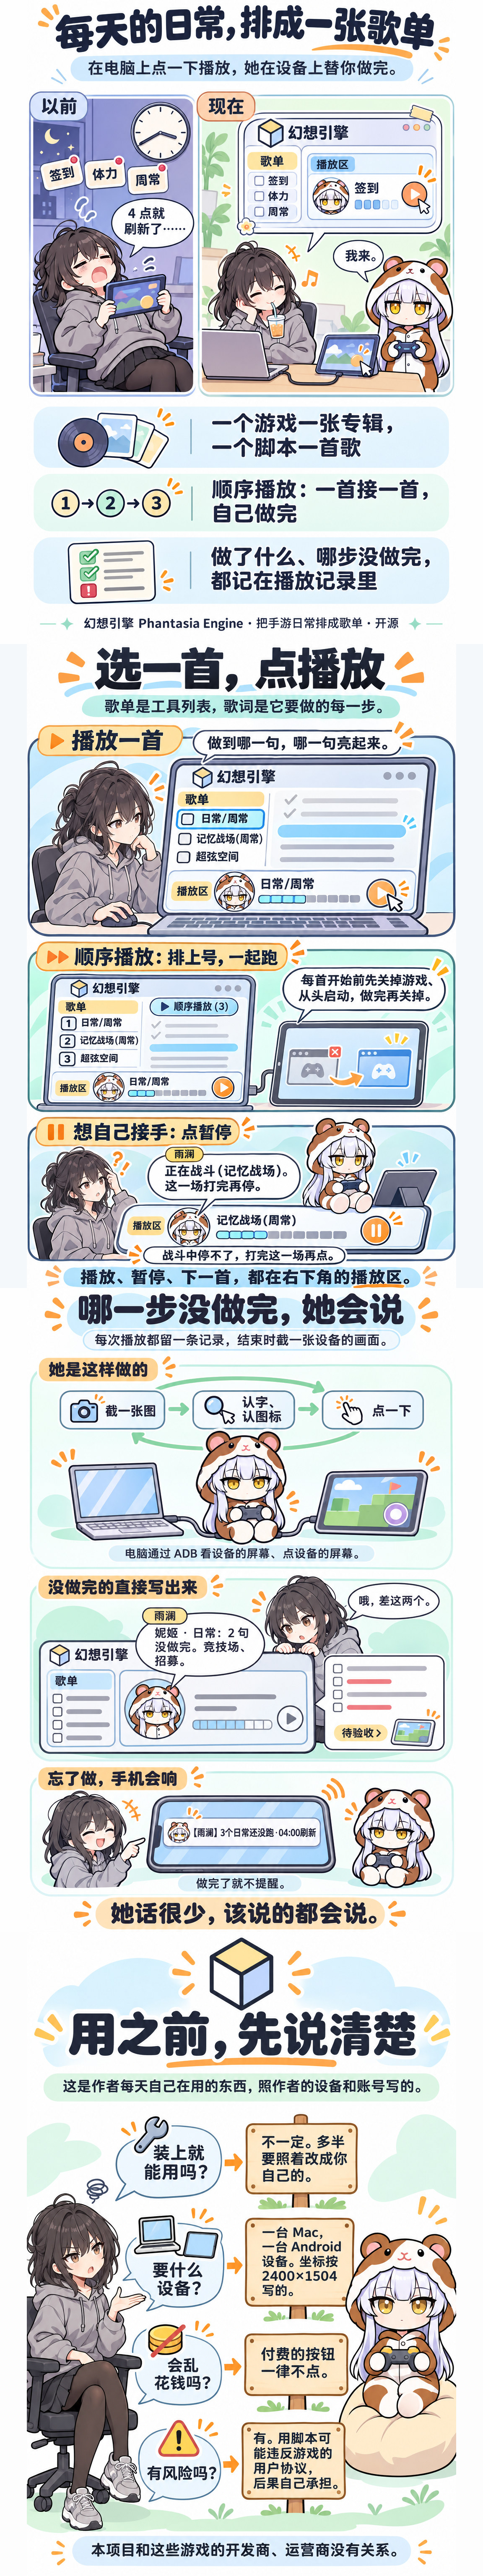 每天的日常,排成一张歌单
在电脑上点一下播放，她在设备上替你做完。
以前
签到
体力
周常
4 点就
刷新了……
现在
幻想引擎
歌单
签到
体力
周常
播放区
签到
我来。
一个游戏一张专辑，
一个脚本一首歌
1→2→3
顺序播放：一首接一首，
自己做完
做了什么、哪步没做完，
都记在播放记录里
幻想引擎 Phantasia Engine · 把手游日常排成歌单 · 开源
选一首，点播放
歌单是工具列表，歌词是它要做的每一步。
播放一首
做到哪一句，哪一句亮起来。
幻想引擎
歌单
日常/周常
记忆战场(周常)
超弦空间
播放区
日常/周常
顺序播放：排上号，一起跑
幻想引擎
歌单
1 日常/周常
2 记忆战场(周常)
3 超弦空间
顺序播放 (3)
播放区
日常/周常
每首开始前先关掉游戏、
从头启动，做完再关掉。
想自己接手：点暂停
雨澜
正在战斗（记忆战场）。
这一场打完再停。
播放区
记忆战场(周常)
战斗中停不了，打完这一场再点。
播放、暂停、下一首，都在右下角的播放区。
哪一步没做完，她会说
每次播放都留一条记录，结束时截一张设备的画面。
她是这样做的
截一张图
认字、
认图标
点一下
电脑通过 ADB 看设备的屏幕、点设备的屏幕。
没做完的直接写出来
雨澜
妮姬 · 日常：2 句
没做完。竞技场、
招募。
哦，差这两个。
幻想引擎
歌单
待验收 >
忘了做，手机会响
【雨澜】3个日常还没跑·04:00刷新
做完了就不提醒。
她话很少，该说的都会说。
用之前，先说清楚
这是作者每天自己在用的东西，照作者的设备和账号写的。
装上就
能用吗？
不一定。多半
要照着改成你
自己的。
要什么
设备？
一台 Mac，
一台 Android
设备。坐标按
2400×1504
写的。
会乱
花钱吗？
付费的按钮
一律不点。
有风险吗？
有。用脚本可
能违反游戏的
用户协议，
后果自己承担。
本项目和这些游戏的开发商、运营商没有关系。